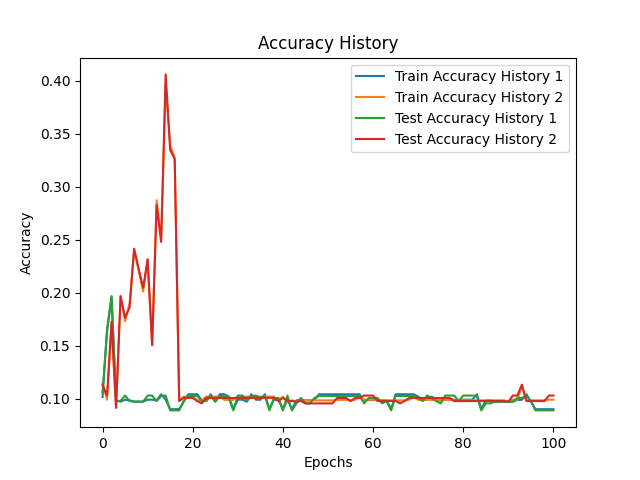 Accuracy History
Train Accuracy History 1
Train Accuracy History 2
Test Accuracy History 1
Test Accuracy History 2
Accuracy
0.40
0.35
0.30
0.25
0.20
0.15
0.10
0 20 40 60 80 100
Epochs